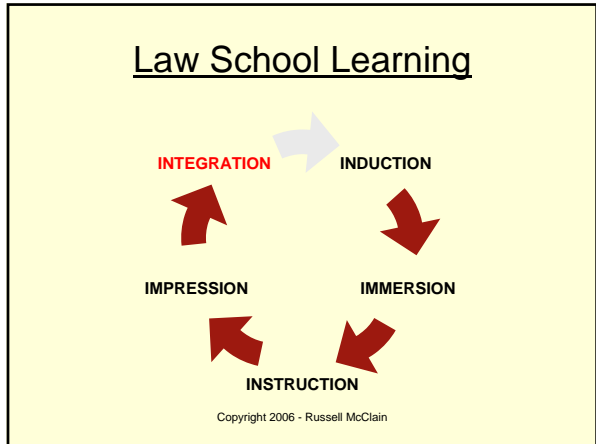 Law School Learning
INTEGRATION
INDUCTION
IMPRESSION
IMMERSION
INSTRUCTION
Copyright 2006 - Russell McClain